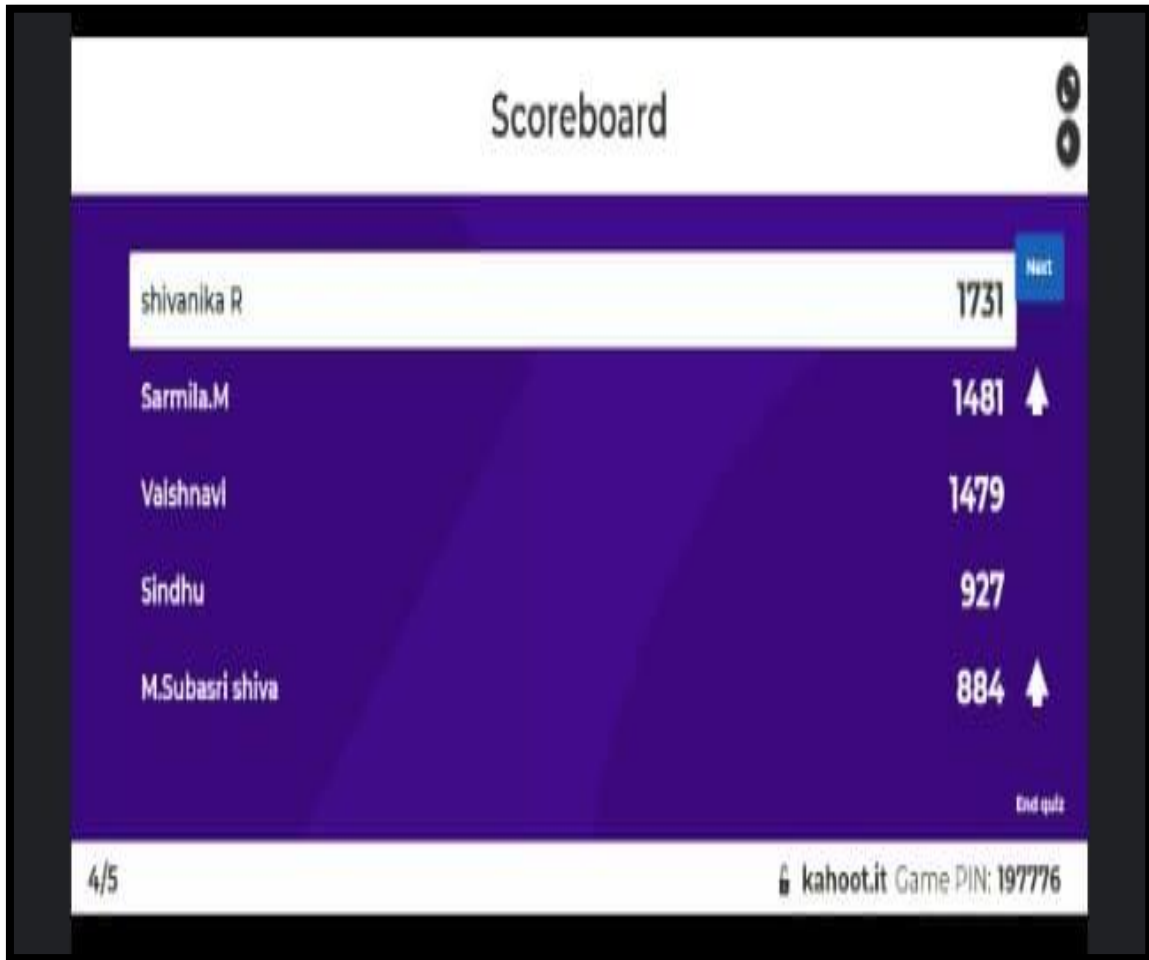 Scoreboard
Next
shivanika R 1731
Sarmila.M 1481
Vaishnavi 1479
Sindhu 927
M.Subasri shiva 884
End quiz
4/5 kahoot.it Game PIN: 197776